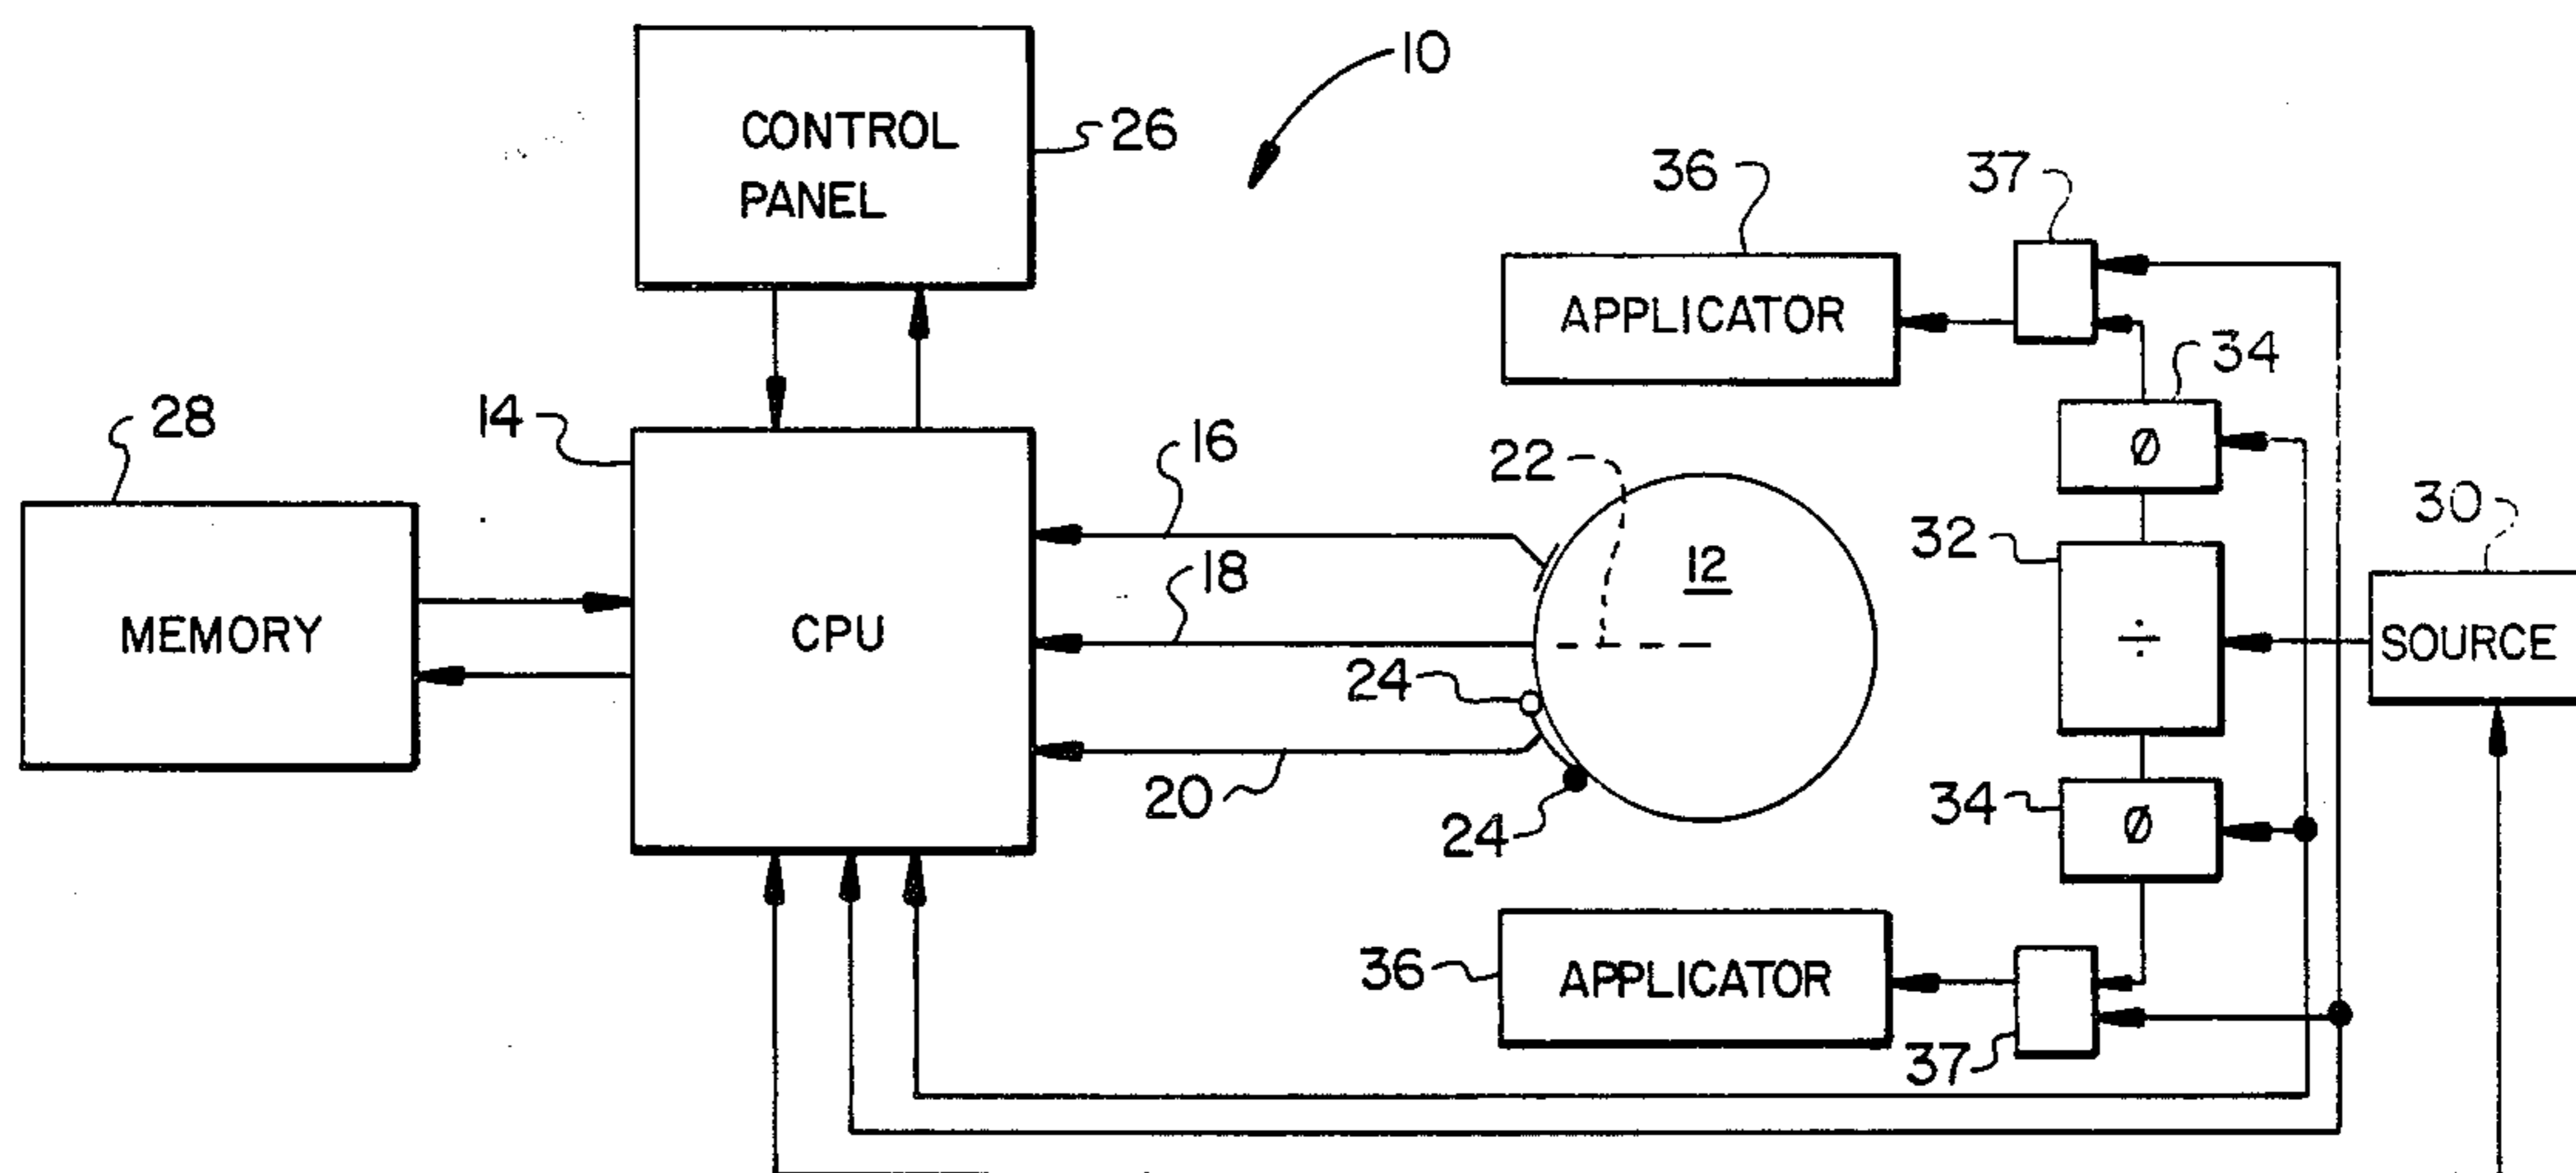 10
CONTROL
PANEL
26
36
37
APPLICATOR
34
Ø
28
14
16
22
30
32
12
18
MEMORY
CPU
÷
SOURCE
24
20
24
34
Ø
36
APPLICATOR
37